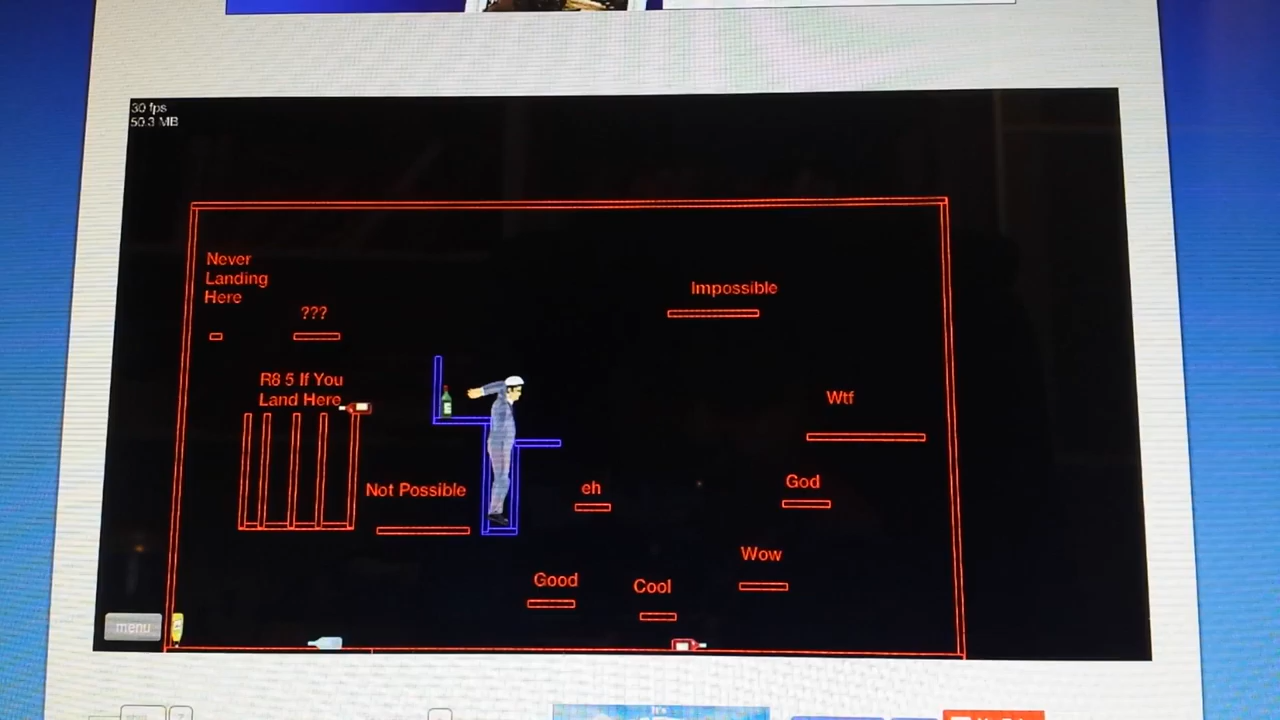 30 fps
50.3 MB
Never
Landing
Here
???
Impossible
R8 5 If You
Land Here
Wtf
Not Possible
eh
God
Wow
Good
Cool
menu